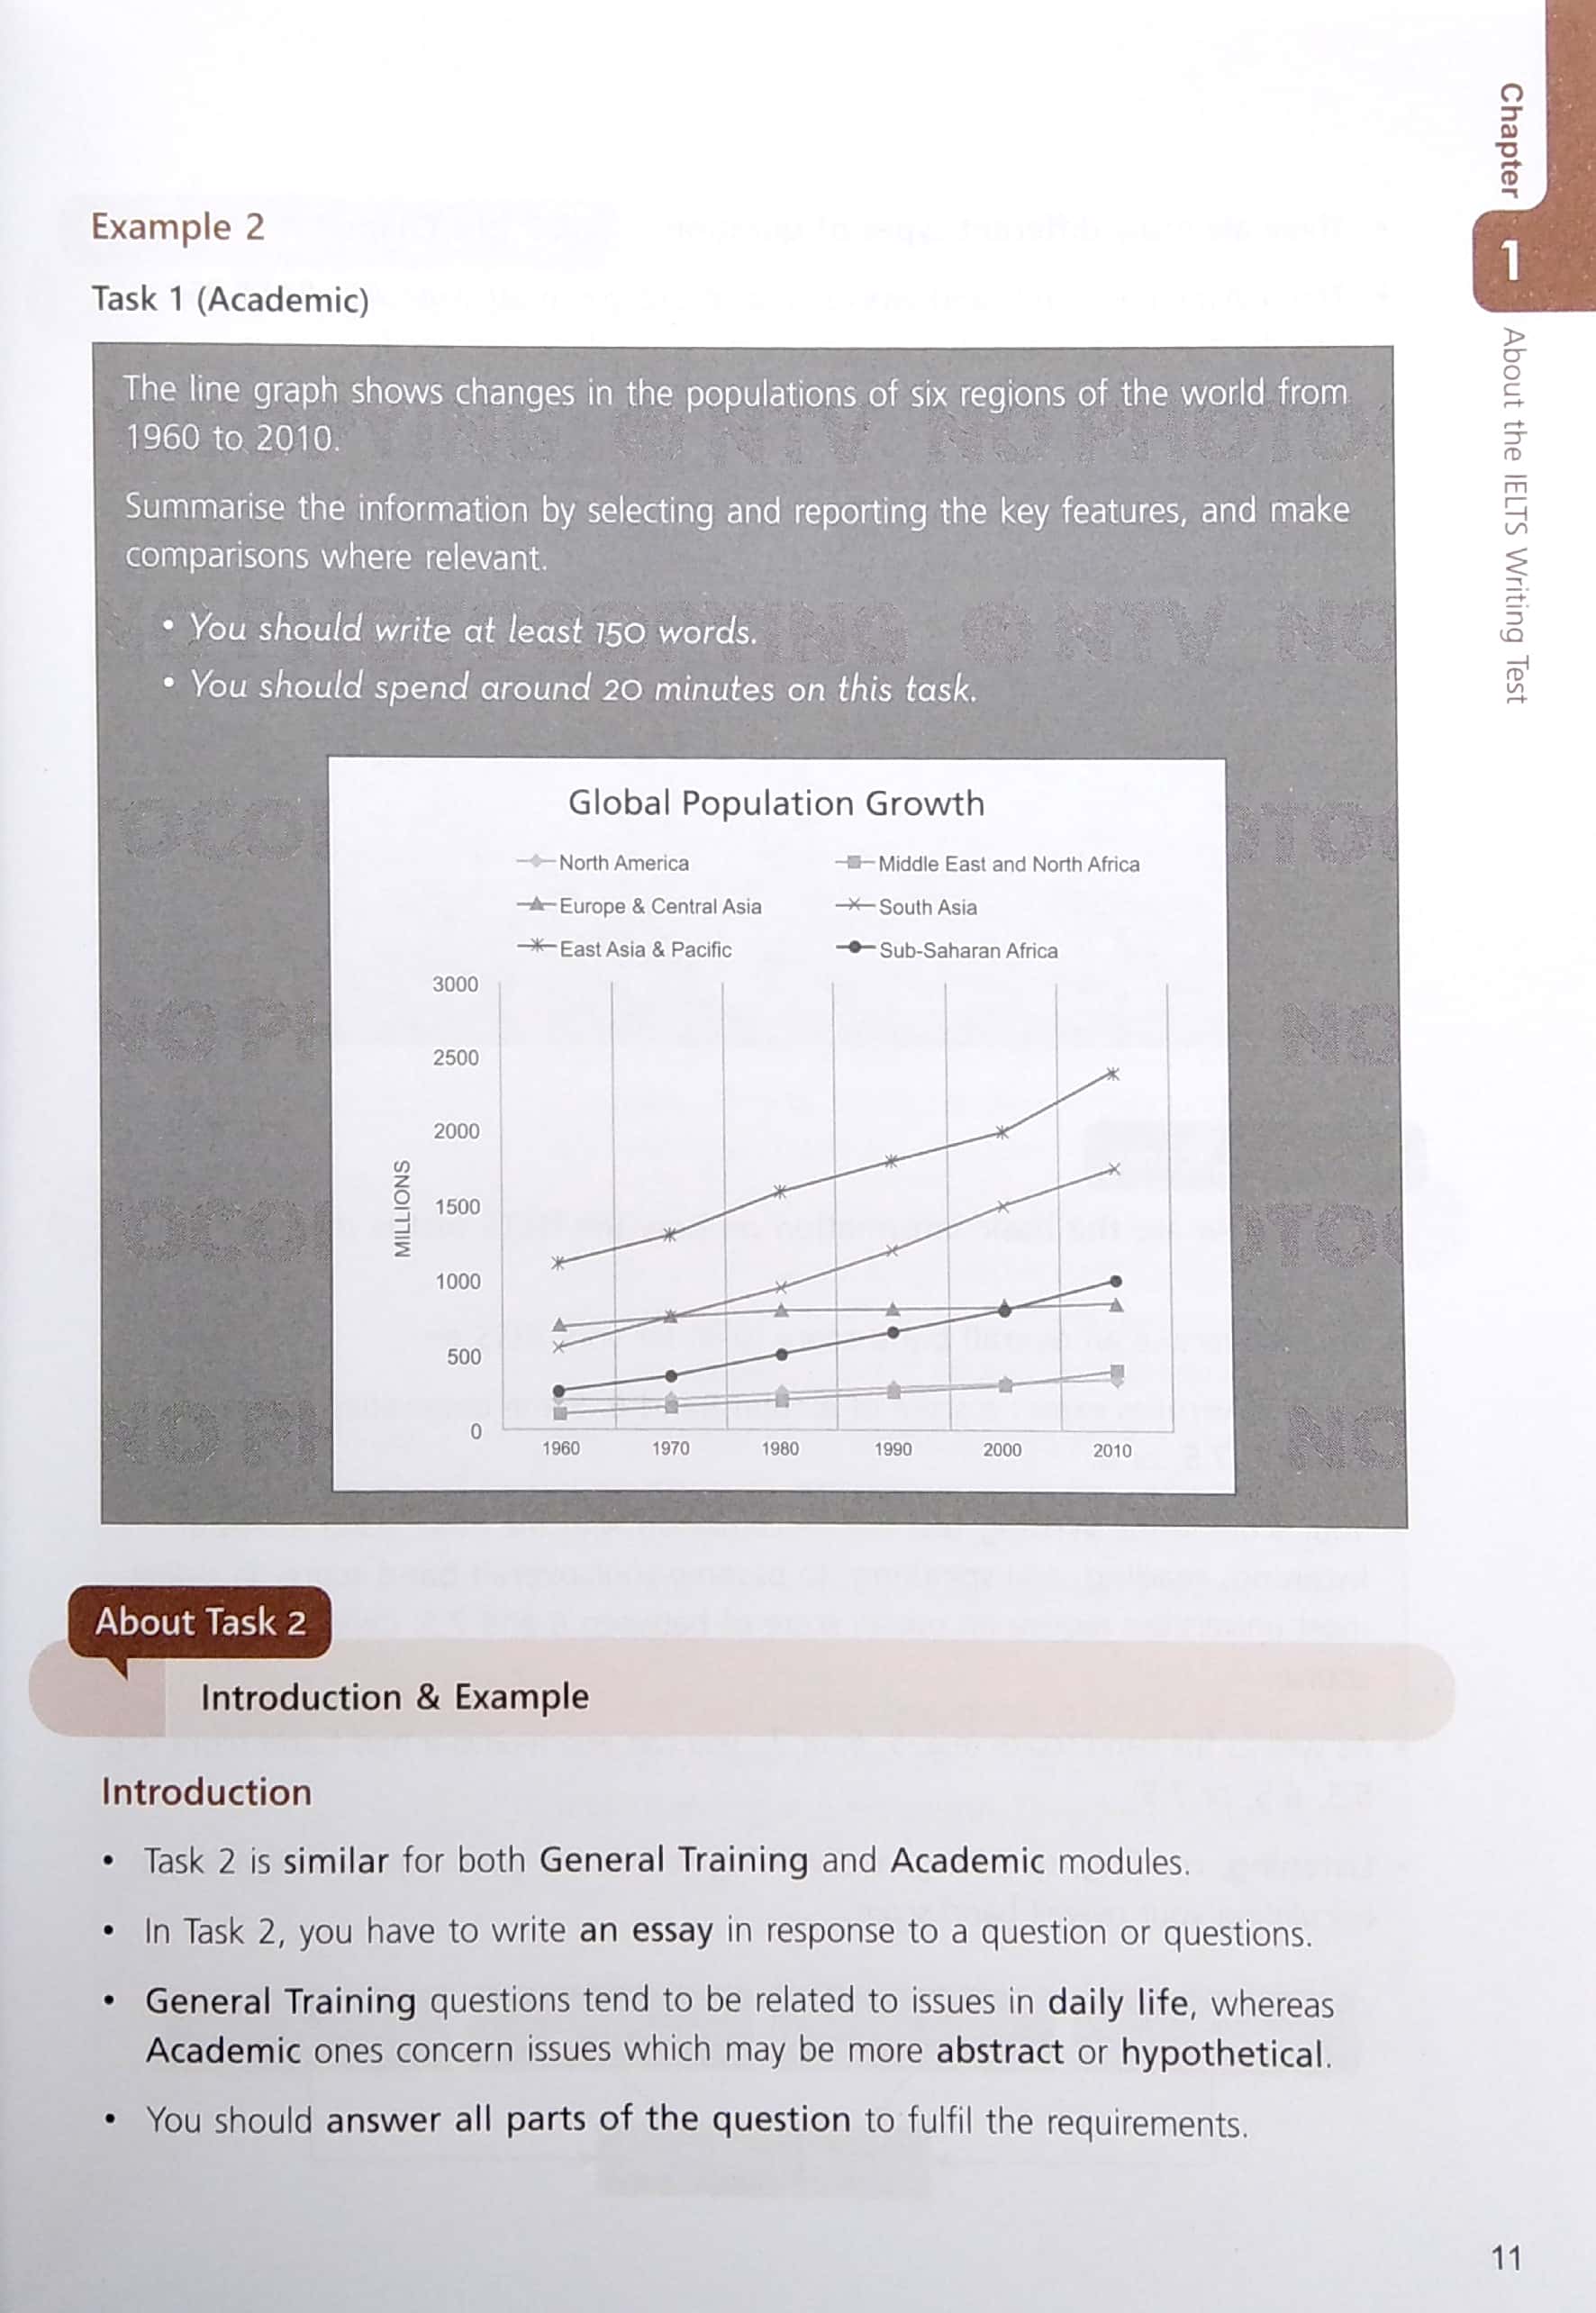 Chapter
1
About the IELTS Writing Test
Example 2
Task 1 (Academic)
The line graph shows changes in the populations of six regions of the world from
1960 to 2010.
Summarise the information by selecting and reporting the key features, and make
comparisons where relevant.
• You should write at least 150 words.
• You should spend around 20 minutes on this task.
Global Population Growth
North America
Middle East and North Africa
Europe & Central Asia
South Asia
East Asia & Pacific
Sub-Saharan Africa
3000
2500
2000
1500
1000
500
0
MILLIONS
1960 1970 1980 1990 2000 2010
About Task 2
Introduction & Example
Introduction
• Task 2 is similar for both General Training and Academic modules.
• In Task 2, you have to write an essay in response to a question or questions.
• General Training questions tend to be related to issues in daily life, whereas
Academic ones concern issues which may be more abstract or hypothetical.
• You should answer all parts of the question to fulfil the requirements.
11